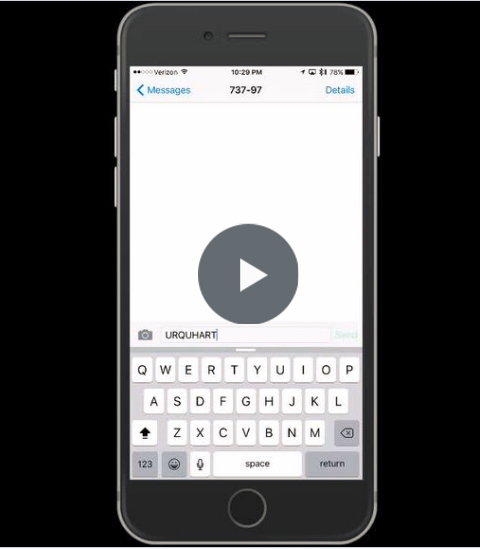 Verizon 10:29 PM 78%
Messages 737-97 Details
URQUHART Send
Q W E R T Y U I O P
A S D F G H J K L
Z X C V B N M
123 space return